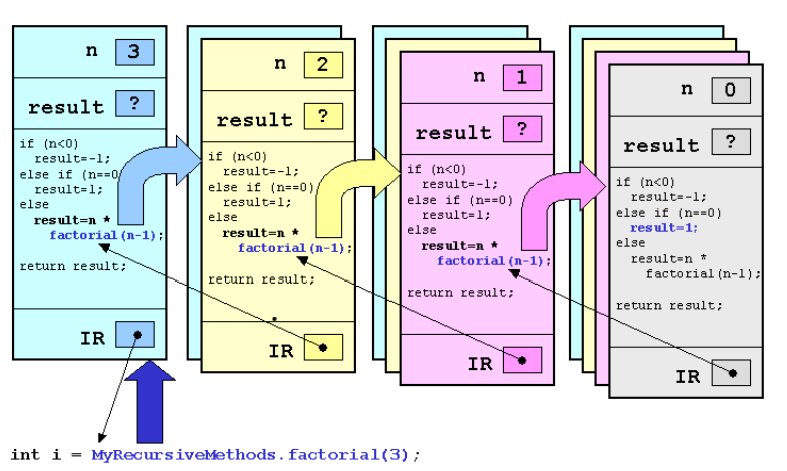 n 3
result ?
if (n<0)
result=-1;
else if (n==0)
result=1;
else
result=n *
factorial(n-1);
return result;
IR
n 2
result ?
if (n<0)
result=-1;
else if (n==0)
result=1;
else
result=n *
factorial(n-1);
return result;
IR
n 1
result ?
if (n<0)
result=-1;
else if (n==0)
result=1;
else
result=n *
factorial(n-1);
return result;
IR
n 0
result ?
if (n<0)
result=-1;
else if (n==0)
result=1;
else
result=n *
factorial(n-1);
return result;
IR
int i = MyRecursiveMethods.factorial(3);